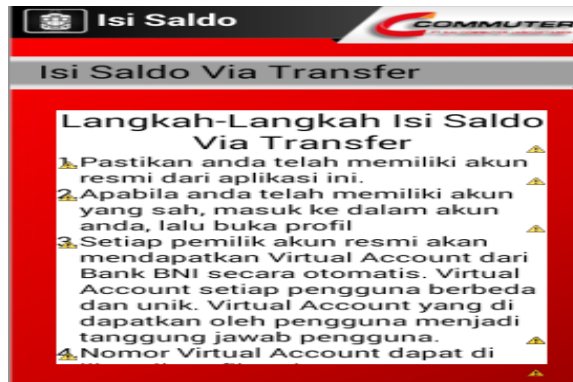 Isi Saldo
COMMUTER
Isi Saldo Via Transfer
Langkah-Langkah Isi Saldo
Via Transfer
1. Pastikan anda telah memiliki akun
resmi dari aplikasi ini.
2. Apabila anda telah memiliki akun
yang sah, masuk ke dalam akun
anda, lalu buka profil
3. Setiap pemilik akun resmi akan
mendapatkan Virtual Account dari
Bank BNI secara otomatis. Virtual
Account setiap pengguna berbeda
dan unik. Virtual Account yang di
dapatkan oleh pengguna menjadi
tanggung jawab pengguna.
4. Nomor Virtual Account dapat di